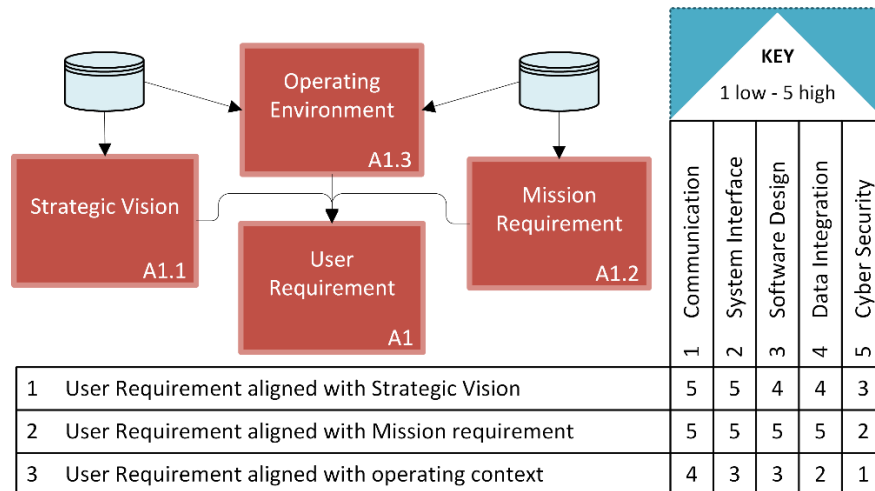 Operating
Environment
A1.3
KEY
1 low - 5 high
Strategic Vision
A1.1
Mission
Requirement
A1.2
User
Requirement
A1
1 Communication
2 System Interface
3 Software Design
4 Data Integration
5 Cyber Security
1 User Requirement aligned with Strategic Vision 5 5 4 4 3
2 User Requirement aligned with Mission requirement 5 5 5 5 2
3 User Requirement aligned with operating context 4 3 3 2 1